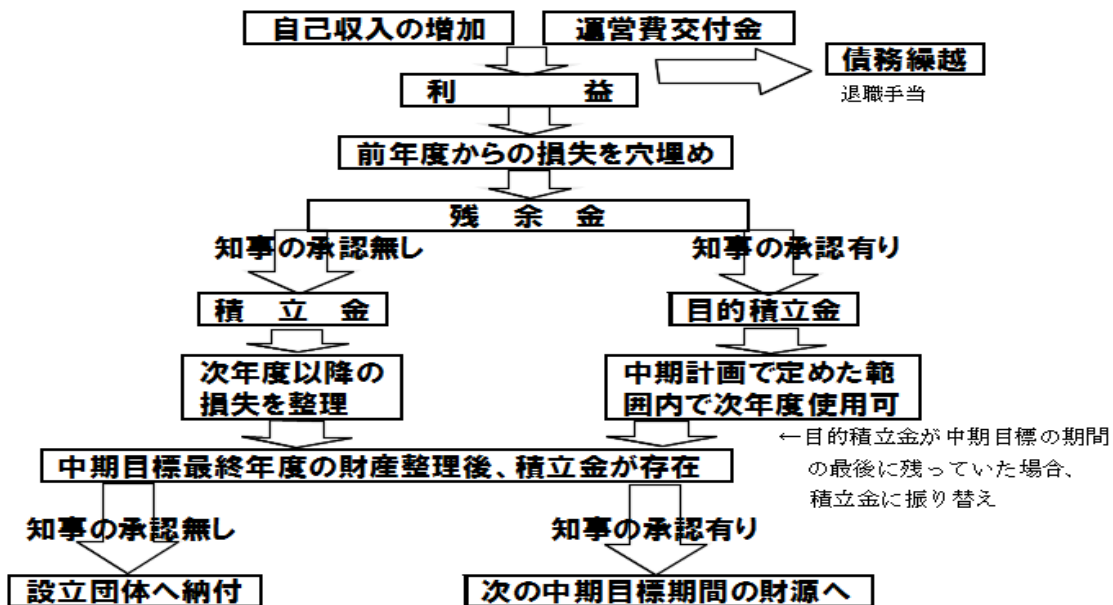 自己収入の増加
運営費交付金
債務繰越
退職手当
利益
前年度からの損失を穴埋め
残余金
知事の承認無し
知事の承認有り
積立金
目的積立金
次年度以降の
損失を整理
中期計画で定めた範
囲内で次年度使用可
←目的積立金が中期目標の期間
の最後に残っていた場合、
積立金に振り替え
中期目標最終年度の財産整理後、積立金が存在
知事の承認無し
知事の承認有り
設立団体へ納付
次の中期目標期間の財源へ